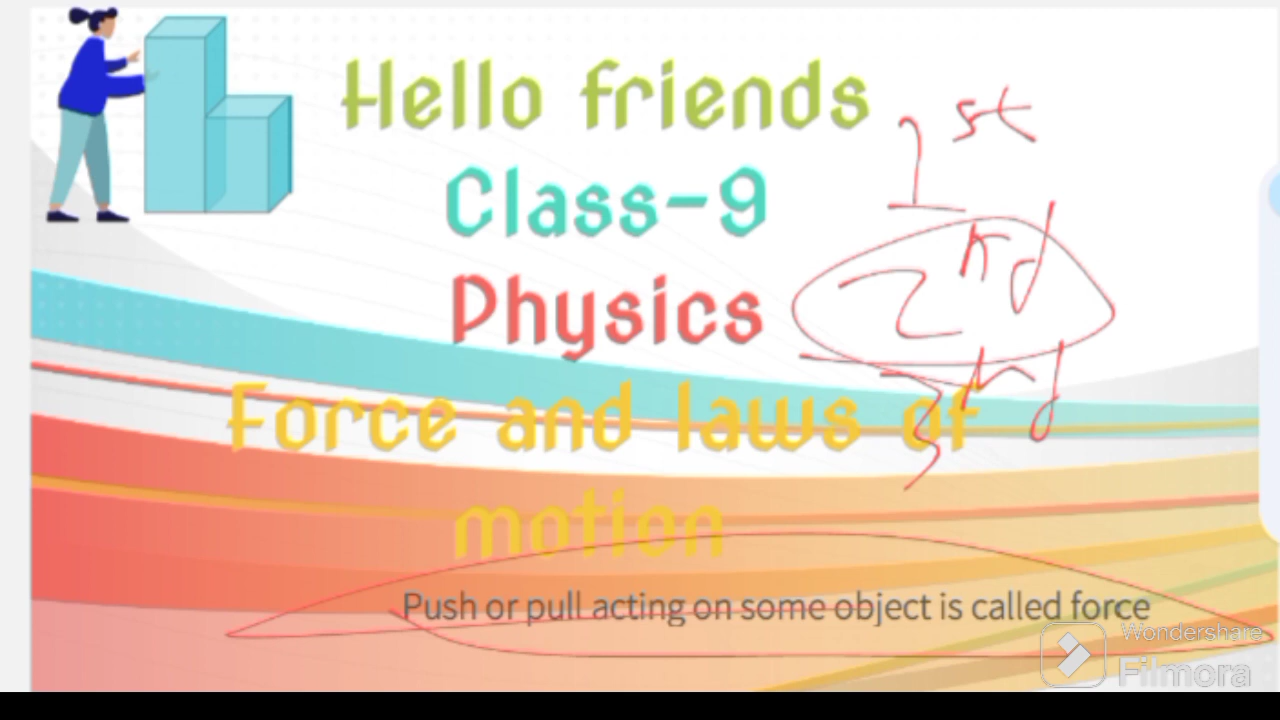 Hello friends
1st
Class-9
2nd
Physics
3rd
Force and laws of
motion
Push or pull acting on some object is called force
Wondershare
Filmora